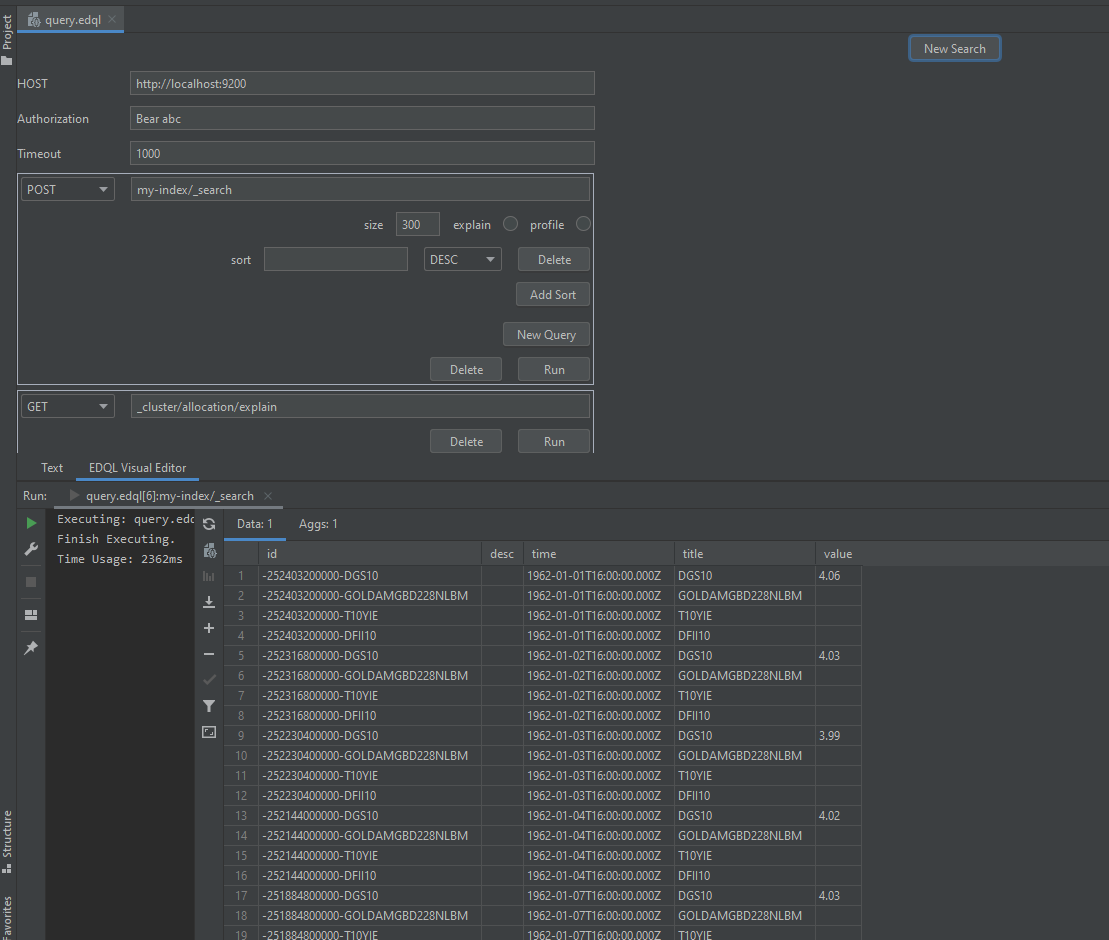 Project
query.edql
New Search
HOST http://localhost:9200
Authorization Bear abc
Timeout 1000
POST my-index/_search
size 300 explain profile
sort DESC Delete
Add Sort
New Query
Delete Run
GET _cluster/allocation/explain
Delete Run
Text EDQL Visual Editor
Run: query.edql[6]:my-index/_search
Executing: query.edq
Finish Executing.
Time Usage: 2362ms
Data: 1 Aggs: 1
id desc time title value
1 -252403200000-DGS10 1962-01-01T16:00:00.000Z DGS10 4.06
2 -252403200000-GOLDAMGBD228NLBM 1962-01-01T16:00:00.000Z GOLDAMGBD228NLBM
3 -252403200000-T10YIE 1962-01-01T16:00:00.000Z T10YIE
4 -252403200000-DFII10 1962-01-01T16:00:00.000Z DFII10
5 -252316800000-DGS10 1962-01-02T16:00:00.000Z DGS10 4.03
6 -252316800000-GOLDAMGBD228NLBM 1962-01-02T16:00:00.000Z GOLDAMGBD228NLBM
7 -252316800000-T10YIE 1962-01-02T16:00:00.000Z T10YIE
8 -252316800000-DFII10 1962-01-02T16:00:00.000Z DFII10
9 -252230400000-DGS10 1962-01-03T16:00:00.000Z DGS10 3.99
10 -252230400000-GOLDAMGBD228NLBM 1962-01-03T16:00:00.000Z GOLDAMGBD228NLBM
11 -252230400000-T10YIE 1962-01-03T16:00:00.000Z T10YIE
12 -252230400000-DFII10 1962-01-03T16:00:00.000Z DFII10
13 -252144000000-DGS10 1962-01-04T16:00:00.000Z DGS10 4.02
14 -252144000000-GOLDAMGBD228NLBM 1962-01-04T16:00:00.000Z GOLDAMGBD228NLBM
15 -252144000000-T10YIE 1962-01-04T16:00:00.000Z T10YIE
16 -252144000000-DFII10 1962-01-04T16:00:00.000Z DFII10
17 -251884800000-DGS10 1962-01-07T16:00:00.000Z DGS10 4.03
18 -251884800000-GOLDAMGBD228NLBM 1962-01-07T16:00:00.000Z GOLDAMGBD228NLBM
19 -251884800000-T10YIE 1962-01-07T16:00:00.000Z T10YIE
Structure
Favorites